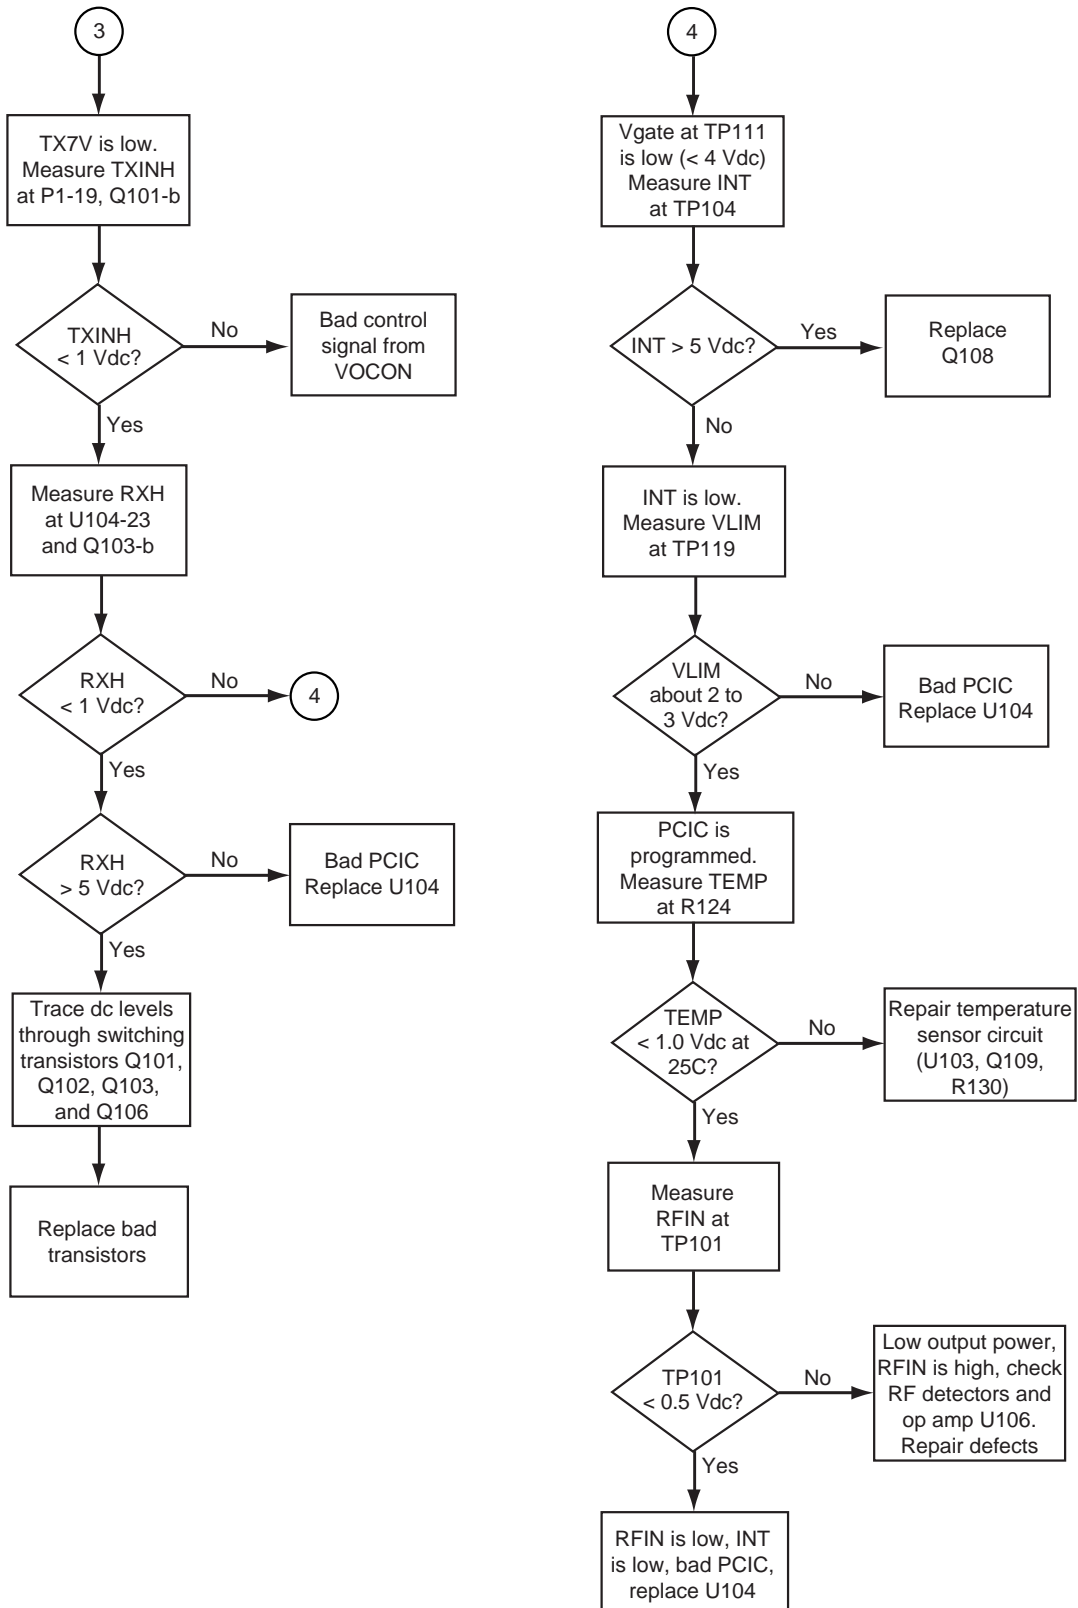 3
TX7V is low.
Measure TXINH
at P1-19, Q101-b
TXINH
< 1 Vdc?
No
Bad control
signal from
VOCON
Yes
Measure RXH
at U104-23
and Q103-b
RXH
< 1 Vdc?
No
4
Yes
RXH
> 5 Vdc?
No
Bad PCIC
Replace U104
Yes
Trace dc levels
through switching
transistors Q101,
Q102, Q103,
and Q106
Replace bad
transistors
4
Vgate at TP111
is low (< 4 Vdc)
Measure INT
at TP104
INT > 5 Vdc?
Yes
Replace
Q108
No
INT is low.
Measure VLIM
at TP119
VLIM
about 2 to
3 Vdc?
No
Bad PCIC
Replace U104
Yes
PCIC is
programmed.
Measure TEMP
at R124
TEMP
< 1.0 Vdc at
25C?
No
Repair temperature
sensor circuit
(U103, Q109,
R130)
Yes
Measure
RFIN at
TP101
TP101
< 0.5 Vdc?
No
Low output power,
RFIN is high, check
RF detectors and
op amp U106.
Repair defects
Yes
RFIN is low, INT
is low, bad PCIC,
replace U104